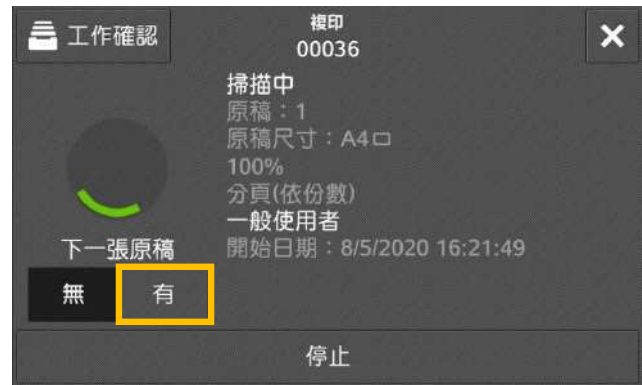 工作確認
複印
00036
掃描中
原稿：1
原稿尺寸：A4
100%
分頁(依份數)
一般使用者
開始日期：8/5/2020 16:21:49
下一張原稿
無
有
停止